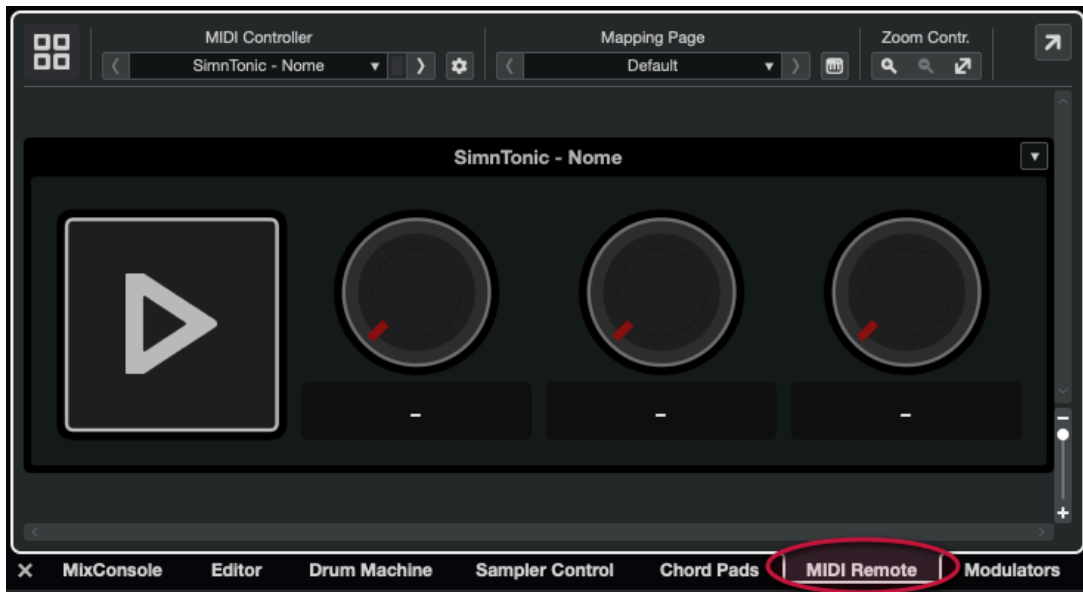 MIDI Controller Mapping Page Zoom Contr.
SimnTonic - Nome Default
SimnTonic - Nome
- - -
MixConsole Editor Drum Machine Sampler Control Chord Pads MIDI Remote Modulators